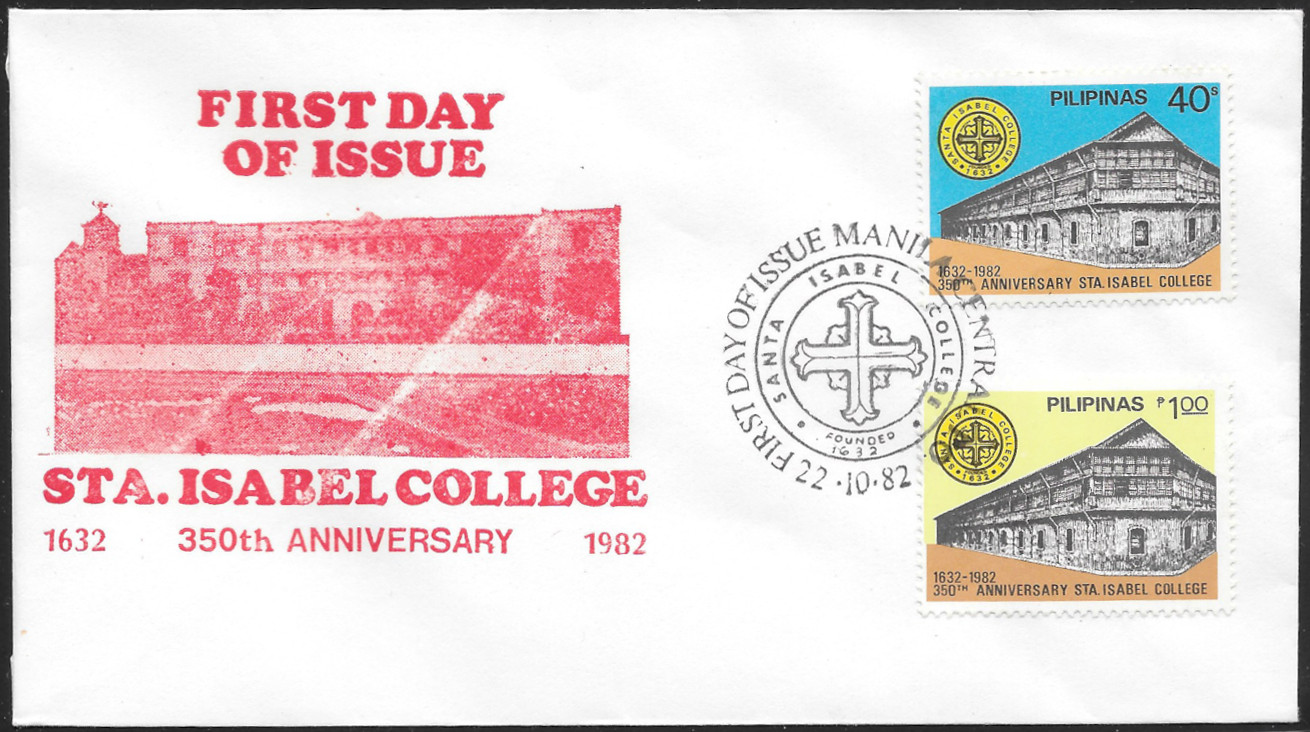 FIRST DAY
OF ISSUE
STA. ISABEL COLLEGE
1632 350th ANNIVERSARY 1982
FIRST DAY OF ISSUE MANILA CENTRAL
SANTA ISABEL COLLEGE
FOUNDED
1632
22·10·82
PILIPINAS 40s
SANTA ISABEL COLLEGE
1632
1632-1982
350TH ANNIVERSARY STA. ISABEL COLLEGE
PILIPINAS ₱1.00
SANTA ISABEL COLLEGE
1632
1632-1982
350TH ANNIVERSARY STA. ISABEL COLLEGE